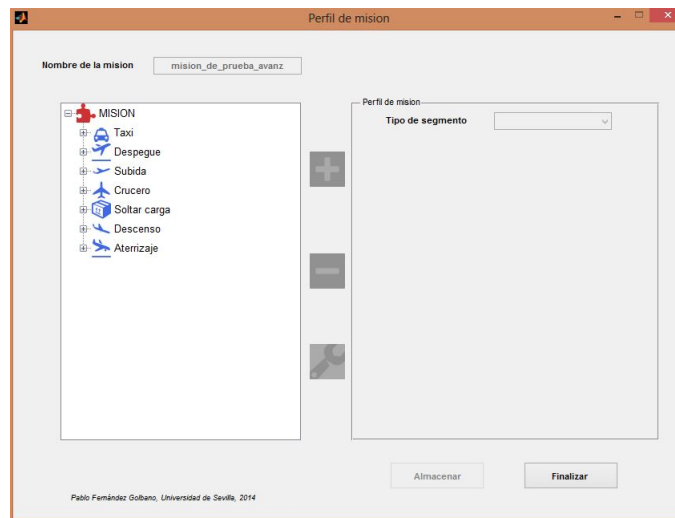 Perfil de mision
Nombre de la mision mision_de_prueba_avanz
MISION
Taxi
Despegue
Subida
Crucero
Soltar carga
Descenso
Aterrizaje
Perfil de mision
Tipo de segmento
Almacenar Finalizar
Pablo Fernández Golbano, Universidad de Sevilla, 2014